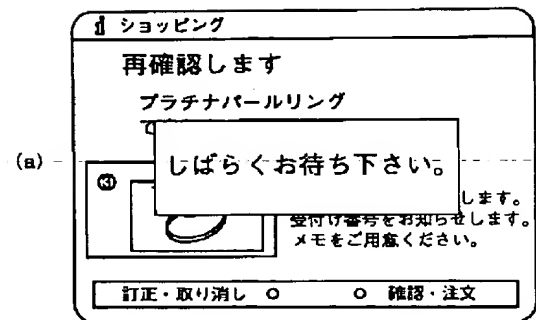 ショッピング
再確認します
プラチナパールリング
(a)
しばらくお待ち下さい。
します。
受付け番号をお知らせします。
メモをご用意ください。
訂正・取り消し ○ ○ 確認・注文